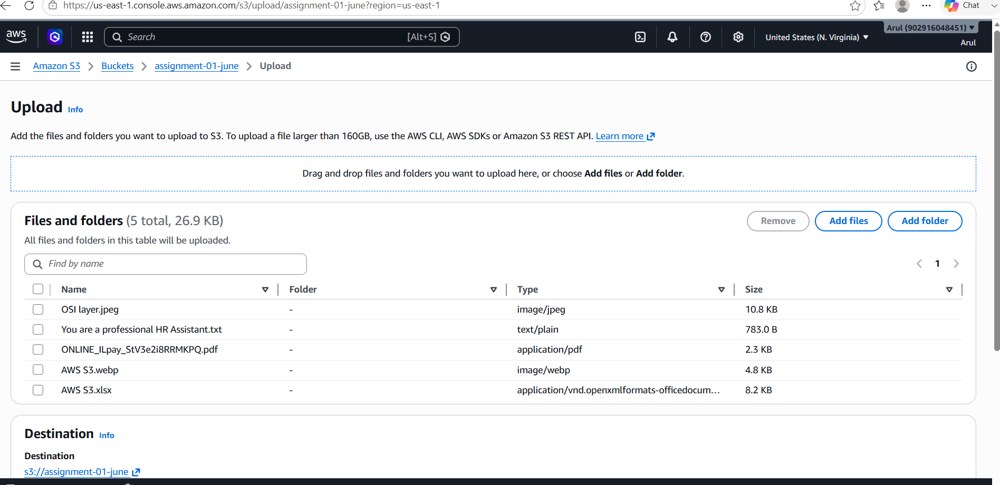 https://us-east-1.console.aws.amazon.com/s3/upload/assignment-01-june?region=us-east-1
Chat
aws
Search
[Alt+S]
United States (N. Virginia)
Arul (902916048451)
Arul
Amazon S3
Buckets
assignment-01-june
Upload
Upload Info
Add the files and folders you want to upload to S3. To upload a file larger than 160GB, use the AWS CLI, AWS SDKs or Amazon S3 REST API. Learn more
Drag and drop files and folders you want to upload here, or choose Add files or Add folder.
Files and folders (5 total, 26.9 KB)
Remove
Add files
Add folder
All files and folders in this table will be uploaded.
Find by name
1
Name Folder Type Size
OSI layer.jpeg - image/jpeg 10.8 KB
You are a professional HR Assistant.txt - text/plain 783.0 B
ONLINE_ILpay_StV3e2i8RRMKPQ.pdf - application/pdf 2.3 KB
AWS S3.webp - image/webp 4.8 KB
AWS S3.xlsx - application/vnd.openxmlformats-officedocum... 8.2 KB
Destination Info
Destination
s3://assignment-01-june